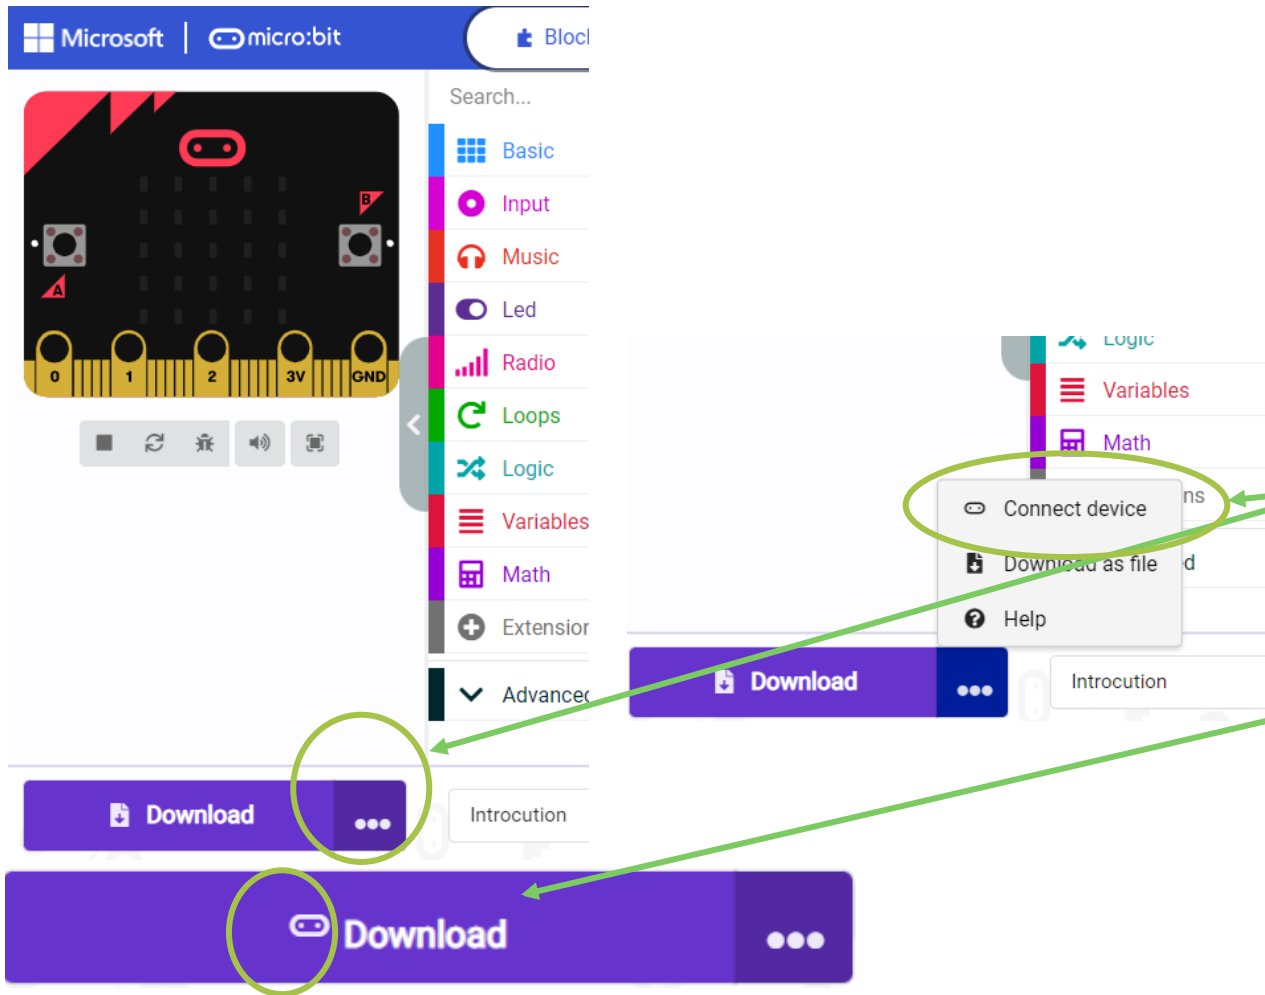 Microsoft micro:bit Bloc
Search...
Basic
Input
Music
Led
Radio
Loops
Logic
Variables
Math
Extension
Advanced
B
A
0 1 2 3V GND
Download
Introcution
Download
Logic
Variables
Math
ns
Connect device
Download as file d
Help
Download
Introcution